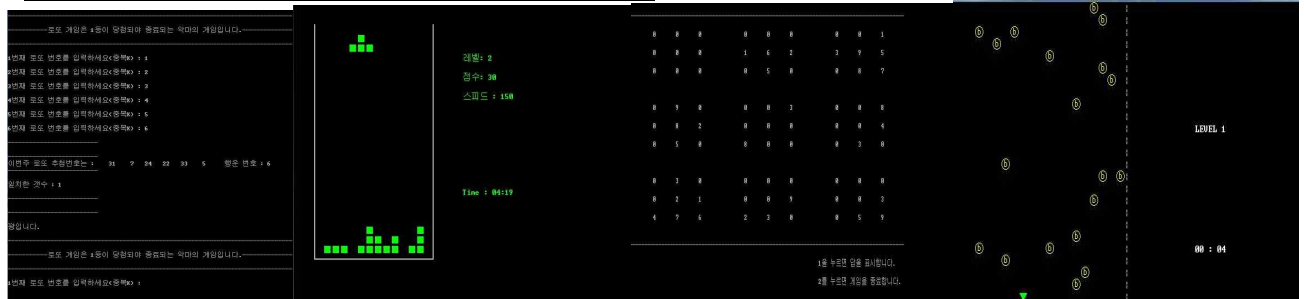 로또 게임은 1등이 당첨되야 종료되는 악마의 게임입니다.
1번째 로또 번호를 입력하세요(중복X) : 1
2번째 로또 번호를 입력하세요(중복X) : 2
3번째 로또 번호를 입력하세요(중복X) : 3
4번째 로또 번호를 입력하세요(중복X) : 4
5번째 로또 번호를 입력하세요(중복X) : 5
6번째 로또 번호를 입력하세요(중복X) : 6
이번주 로또 추첨번호는 : 31 7 24 22 33 5 행운 번호 : 6
일치한 갯수 : 1
꽝입니다.
로또 게임은 1등이 당첨되야 종료되는 악마의 게임입니다.
1번째 로또 번호를 입력하세요(중복X) :
레벨: 2
점수: 30
스피드 : 150
Time : 04:19
0 0 0 0 0 0 0 0 1
0 0 0 1 6 2 3 9 5
0 0 0 0 5 0 0 8 7
0 9 0 0 0 3 0 0 8
0 8 2 0 0 0 0 0 4
0 5 0 8 0 0 0 3 0
0 3 0 0 0 0 0 0 0
0 2 1 0 0 9 0 0 3
4 7 6 2 3 0 0 5 9
1을 누르면 답을 표시합니다.
2를 누르면 게임을 종료합니다.
LEVEL 1
00 : 04